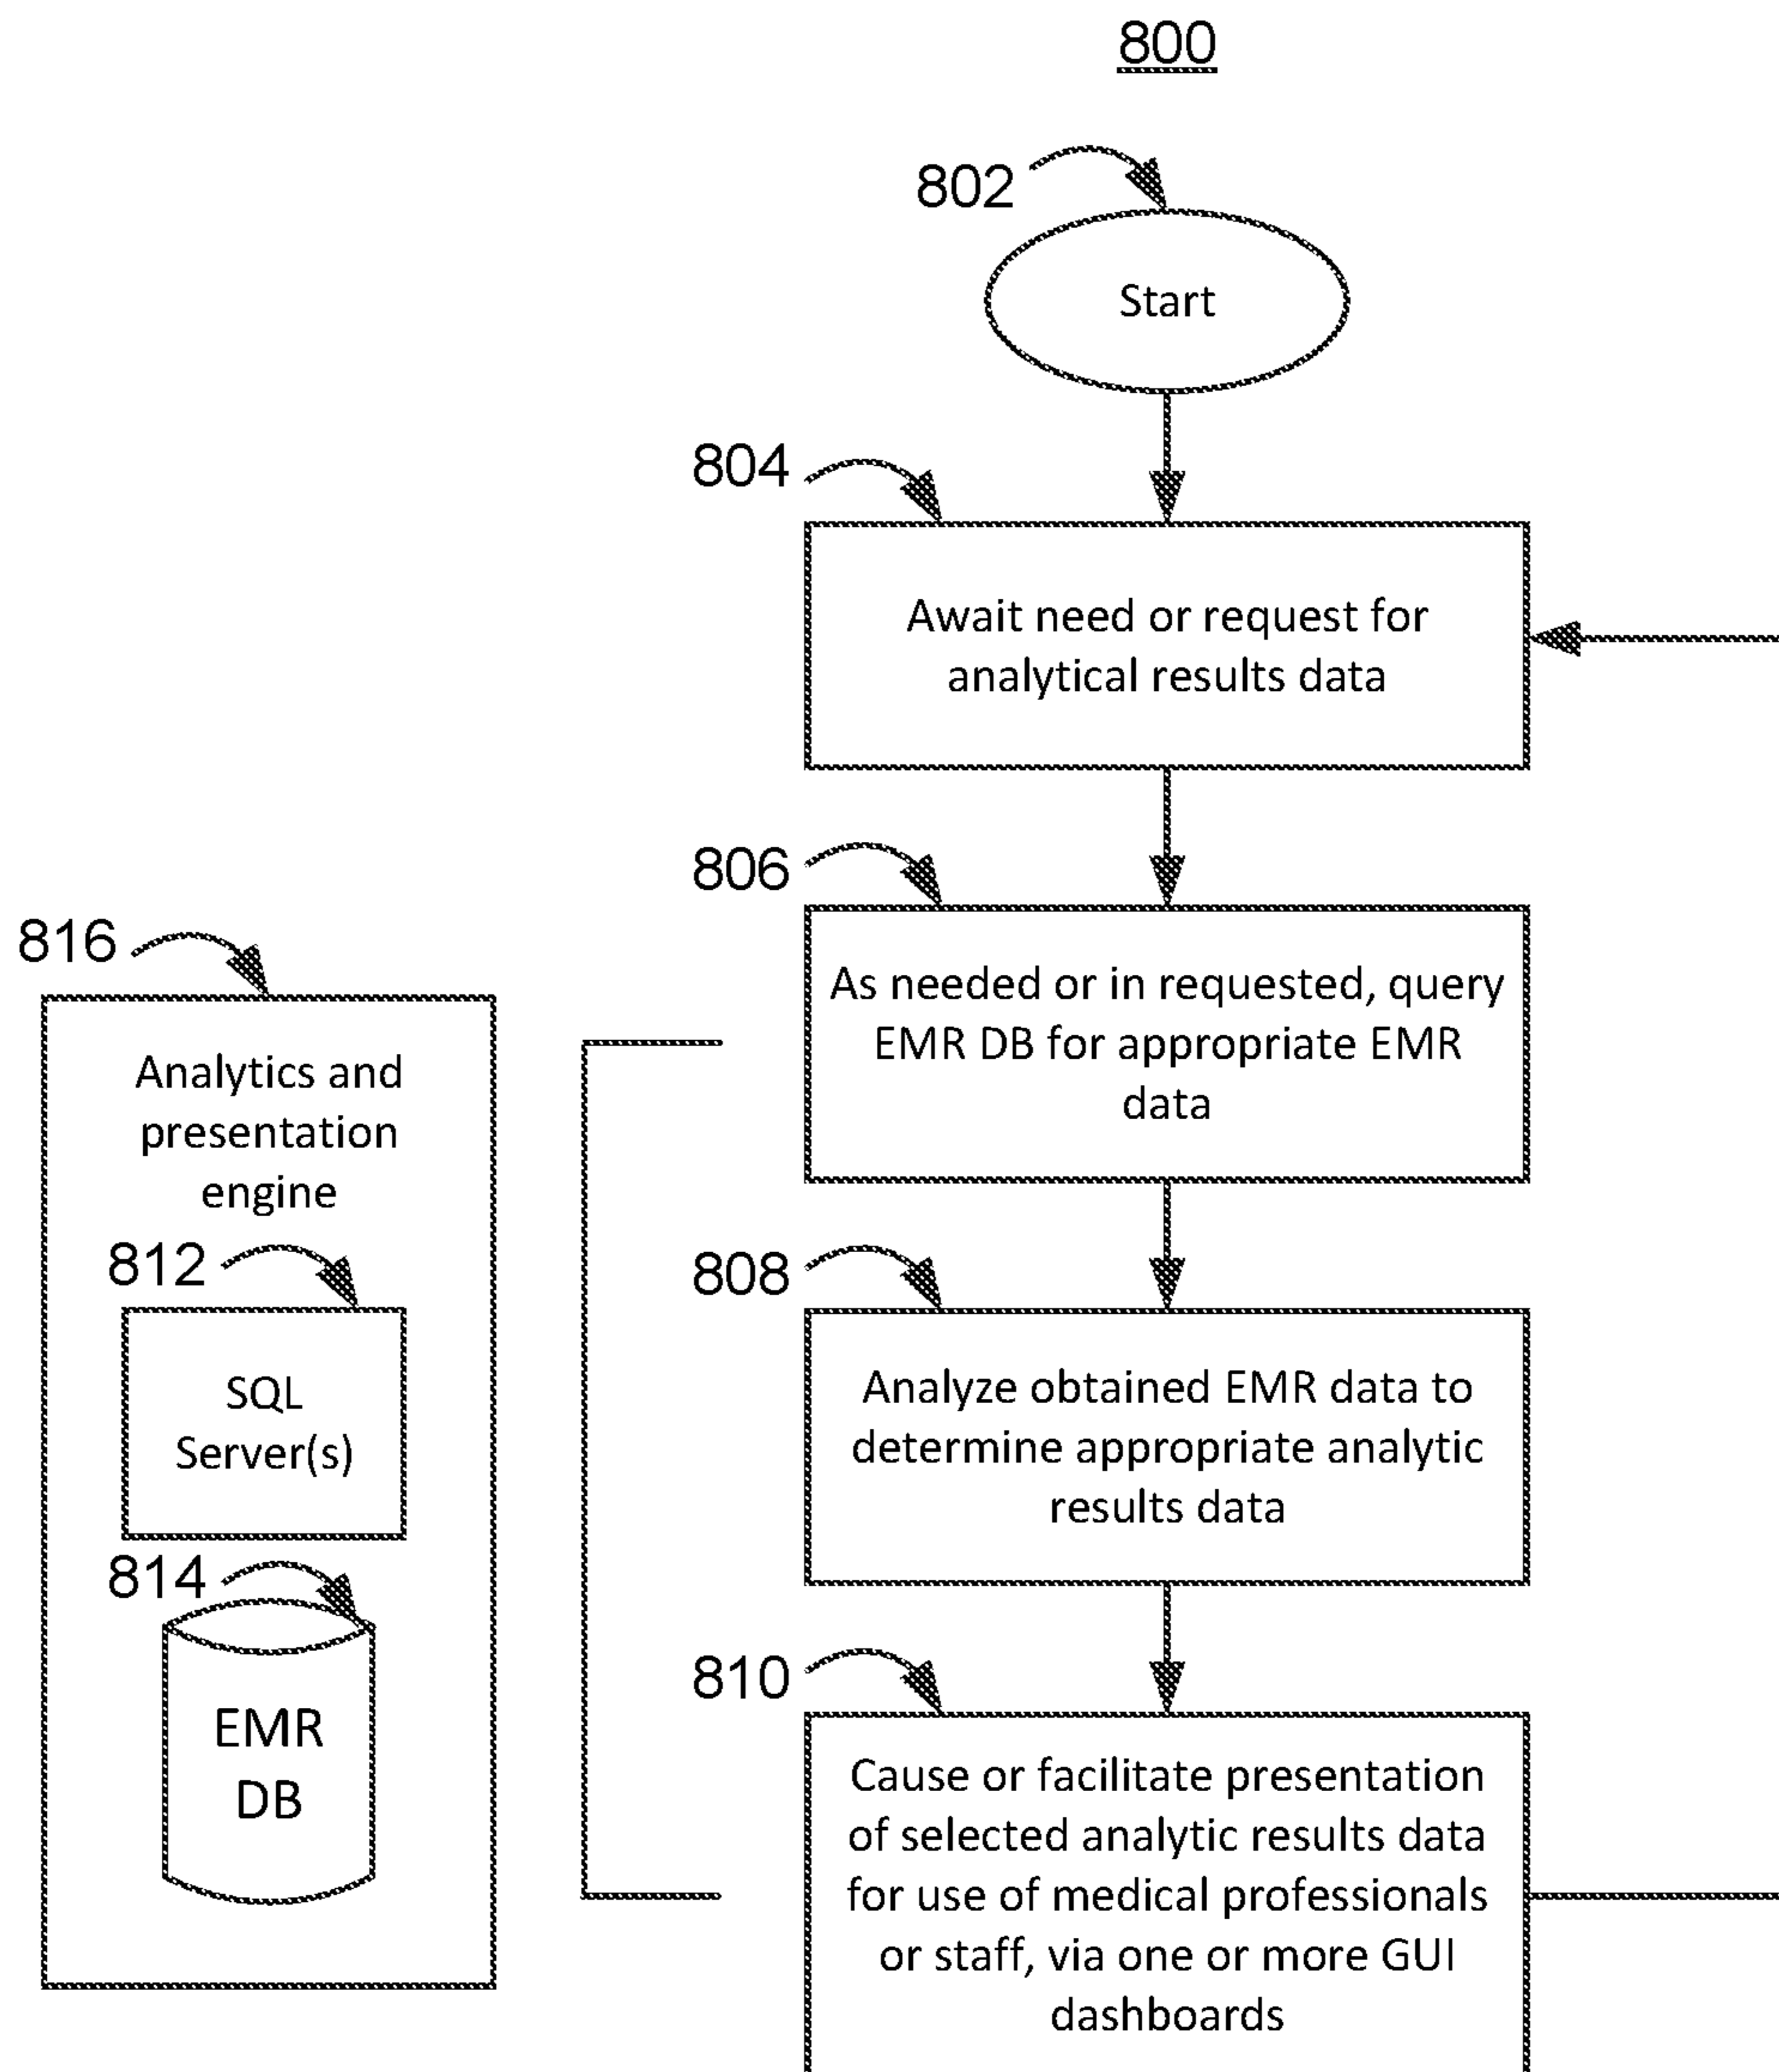 800
802
Start
804
Await need or request for
analytical results data
806
As needed or in requested, query
EMR DB for appropriate EMR
data
816
Analytics and
presentation
engine
812
SQL
Server(s)
814
EMR
DB
808
Analyze obtained EMR data to
determine appropriate analytic
results data
810
Cause or facilitate presentation
of selected analytic results data
for use of medical professionals
or staff, via one or more GUI
dashboards